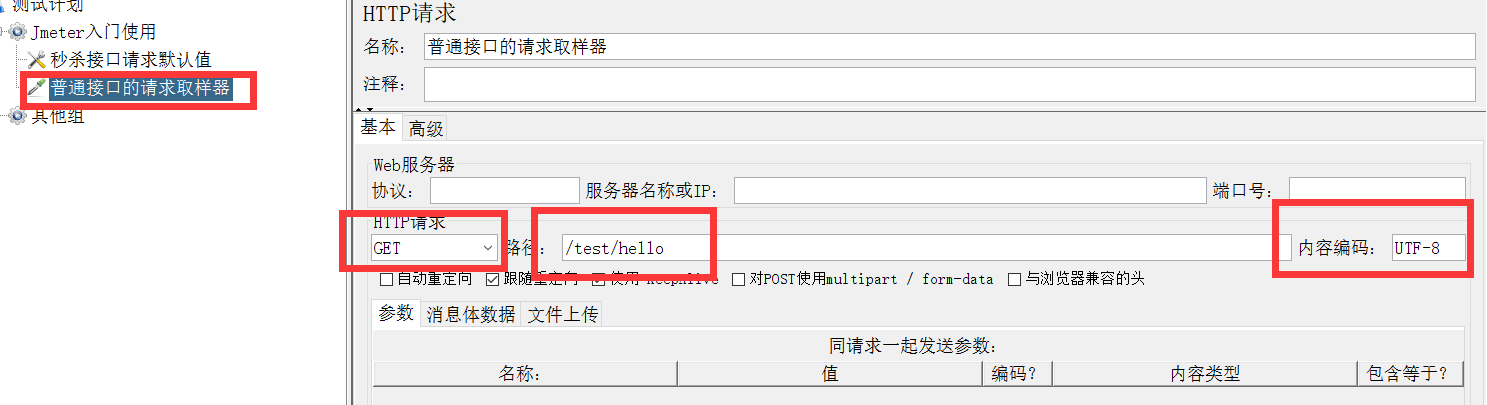 测试计划
Jmeter入门使用
秒杀接口请求默认值
普通接口的请求取样器
其他组
HTTP请求
名称： 普通接口的请求取样器
注释：
基本 高级
Web服务器
协议： 服务器名称或IP： 端口号：
HTTP请求
GET 路径： /test/hello 内容编码： UTF-8
自动重定向 跟随重定向 使用 KeepAlive 对POST使用multipart / form-data 与浏览器兼容的头
参数 消息体数据 文件上传
同请求一起发送参数：
名称： 值 编码？ 内容类型 包含等于？